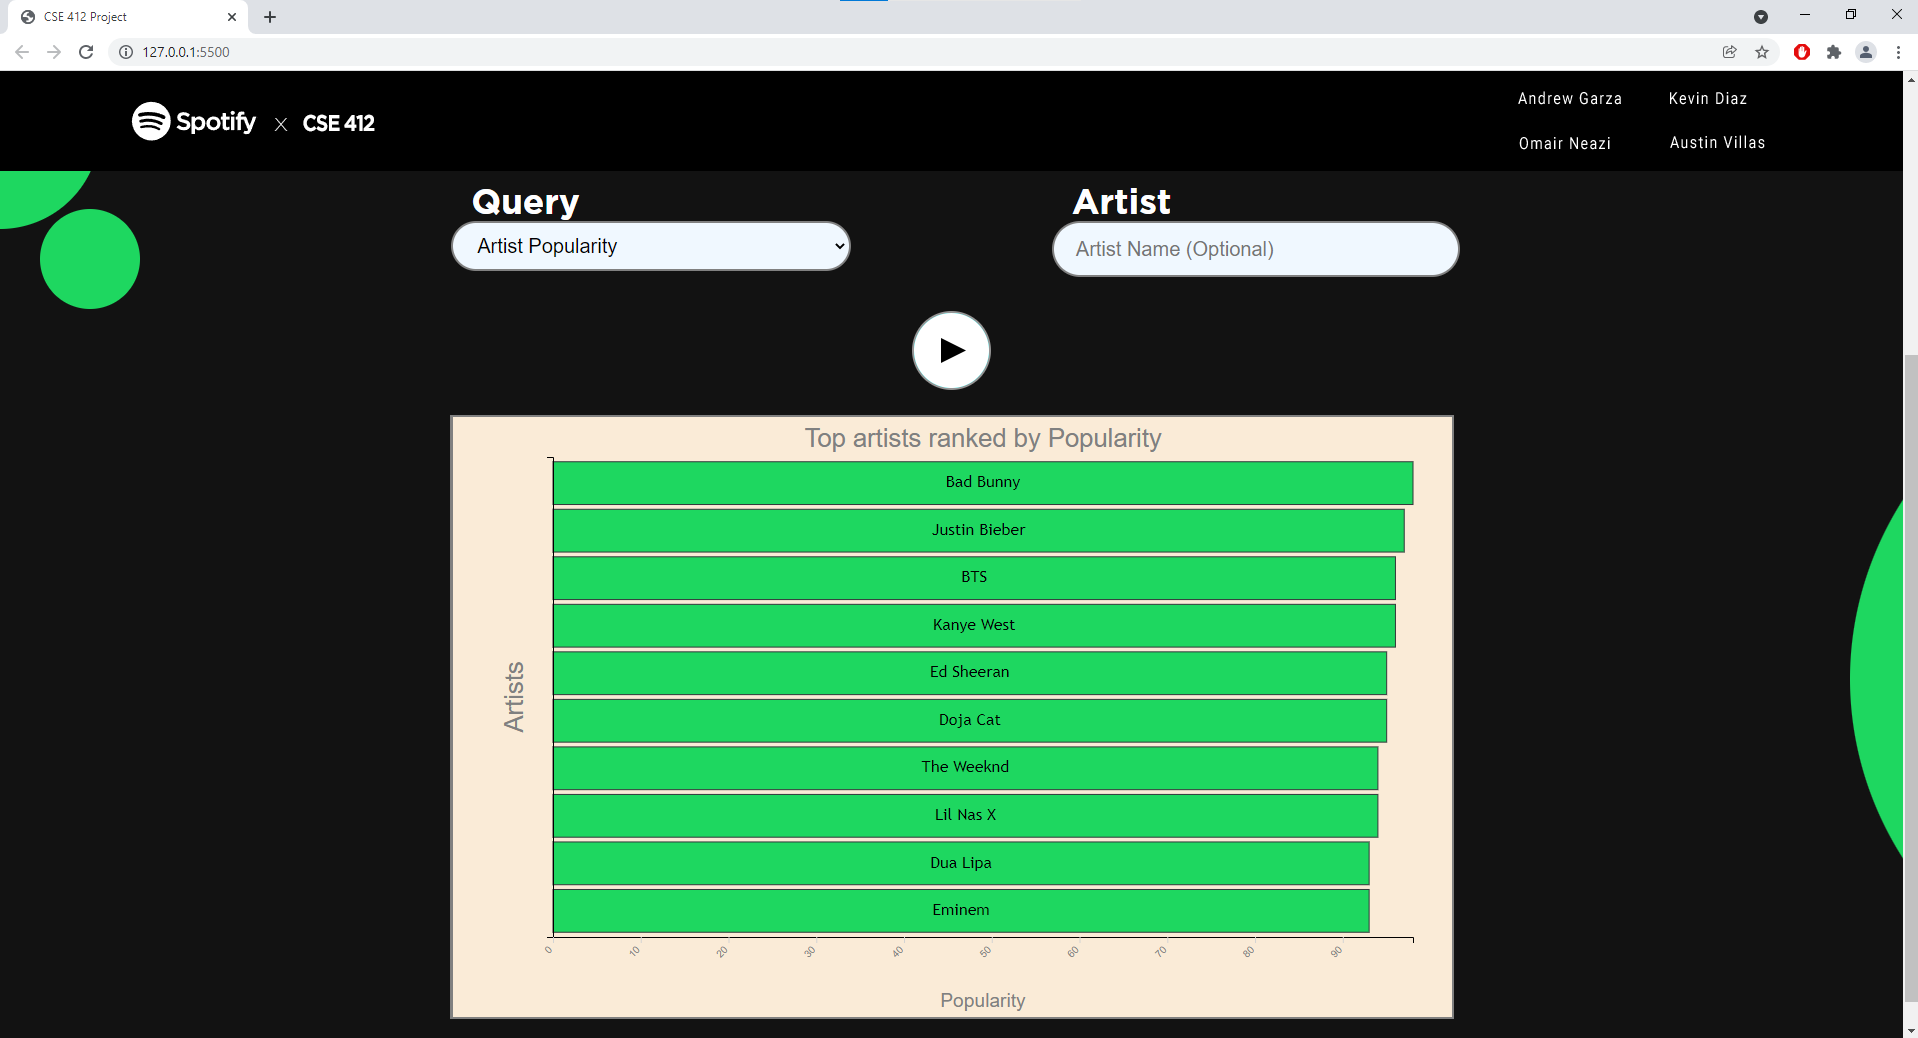 CSE 412 Project
127.0.0.1:5500
Spotify X CSE 412
Andrew Garza Kevin Diaz
Omair Neazi Austin Villas
Query Artist
Artist Popularity Artist Name (Optional)
Top artists ranked by Popularity
Artists
Bad Bunny
Justin Bieber
BTS
Kanye West
Ed Sheeran
Doja Cat
The Weeknd
Lil Nas X
Dua Lipa
Eminem
0 10 20 30 40 50 60 70 80 90
Popularity